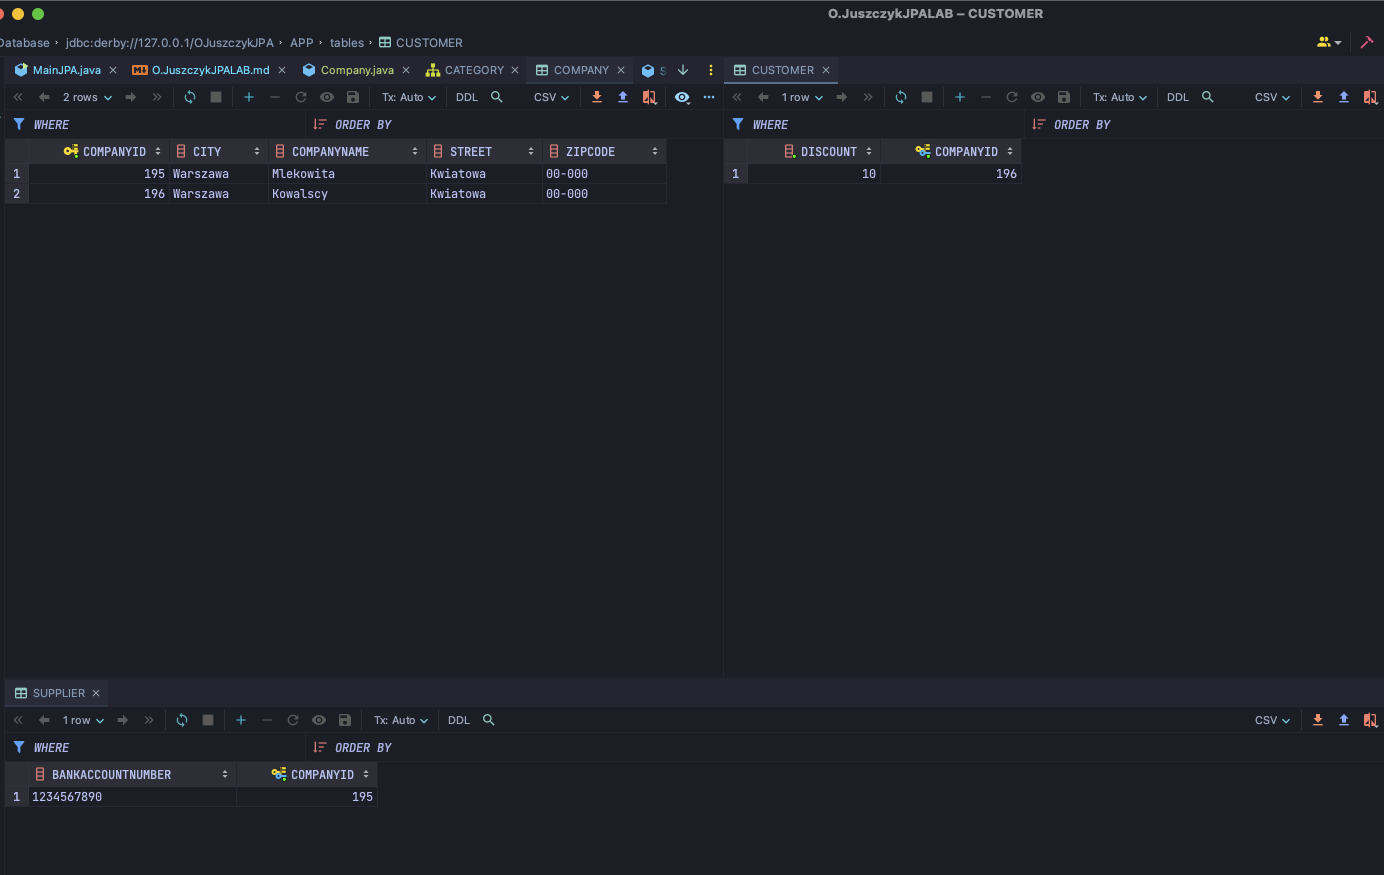 O.JuszczykJPALAB – CUSTOMER
Database › jdbc:derby://127.0.0.1/OJuszczykJPA › APP › tables › CUSTOMER
MainJPA.java × O.JuszczykJPALAB.md × Company.java × CATEGORY × COMPANY × S
2 rows Tx: Auto DDL CSV
WHERE ORDER BY
COMPANYID CITY COMPANYNAME STREET ZIPCODE
1 195 Warszawa Mlekowita Kwiatowa 00-000
2 196 Warszawa Kowalscy Kwiatowa 00-000
CUSTOMER ×
1 row Tx: Auto DDL CSV
WHERE ORDER BY
DISCOUNT COMPANYID
1 10 196
SUPPLIER ×
1 row Tx: Auto DDL CSV
WHERE ORDER BY
BANKACCOUNTNUMBER COMPANYID
1 1234567890 195